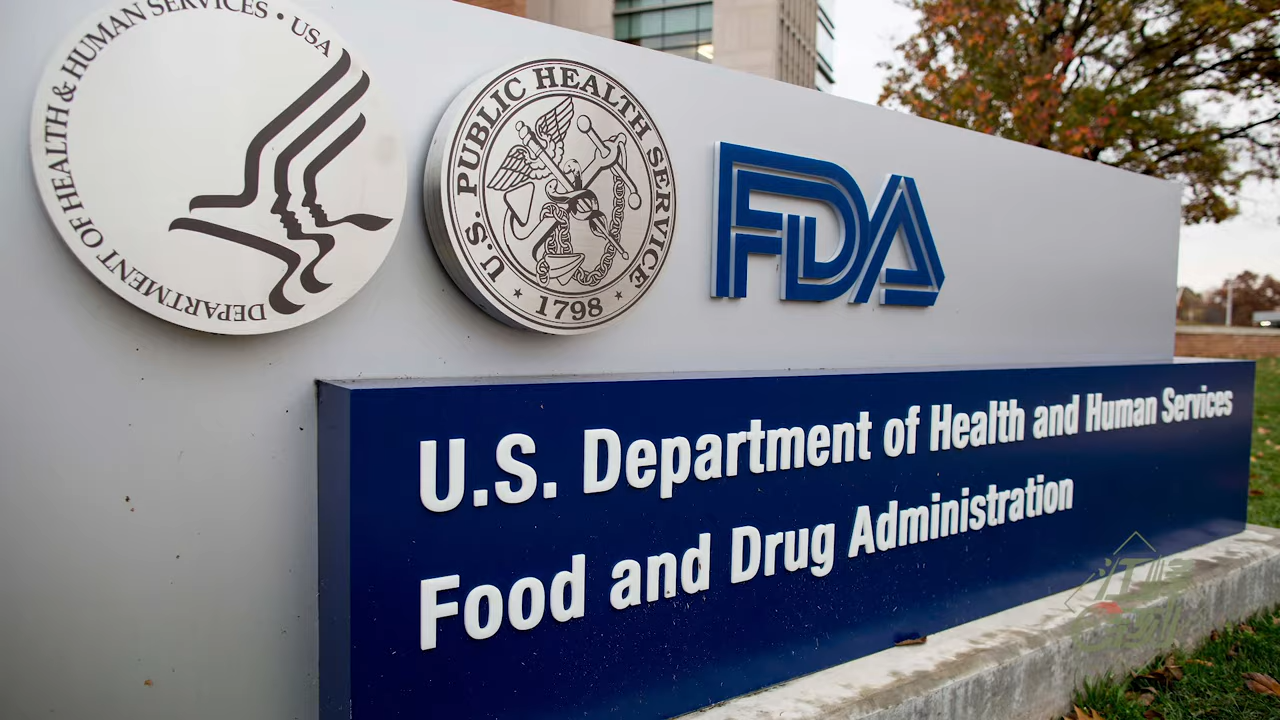 DEPARTMENT OF HEALTH & HUMAN SERVICES • USA
U.S. PUBLIC HEALTH SERVICE
★ 1798 ★
FDA
U.S. Department of Health and Human Services
Food and Drug Administration